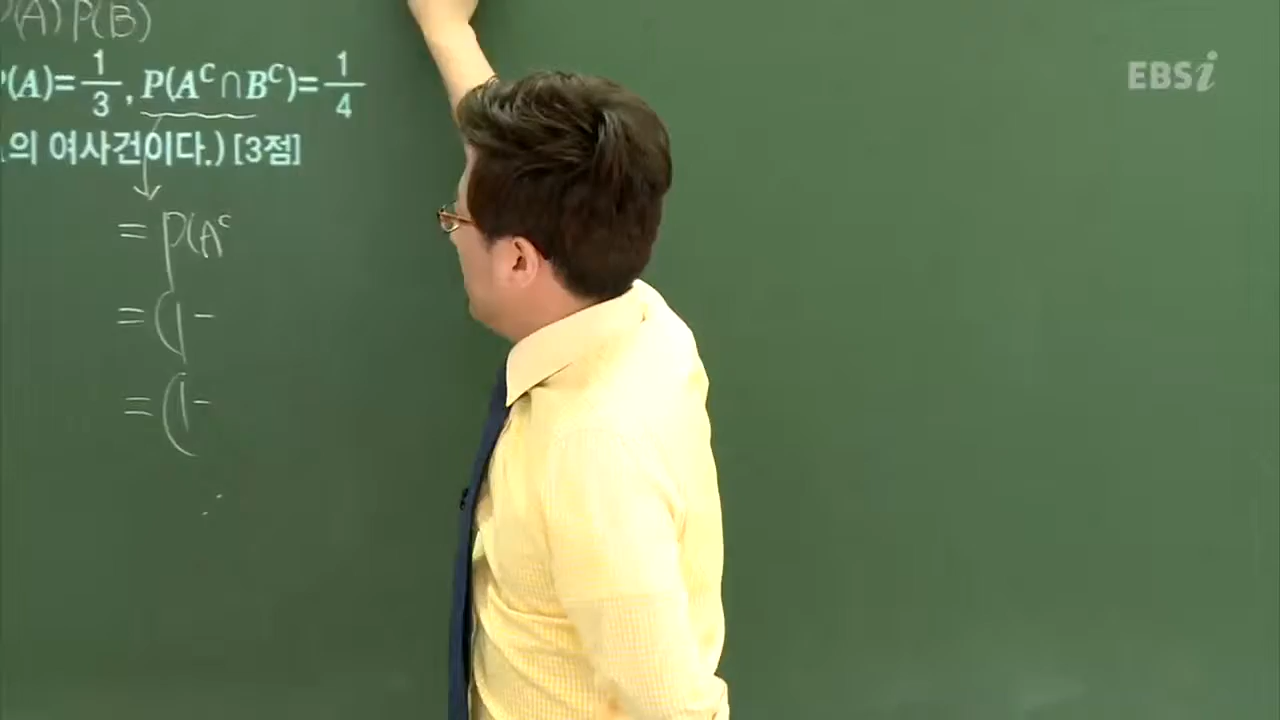 P(A)P(B)
P(A)=1/3, P(A^C∩B^C)=1/4
의 여사건이다.) [3점]
= P(A^c
= (1-
= (1-
EBSi